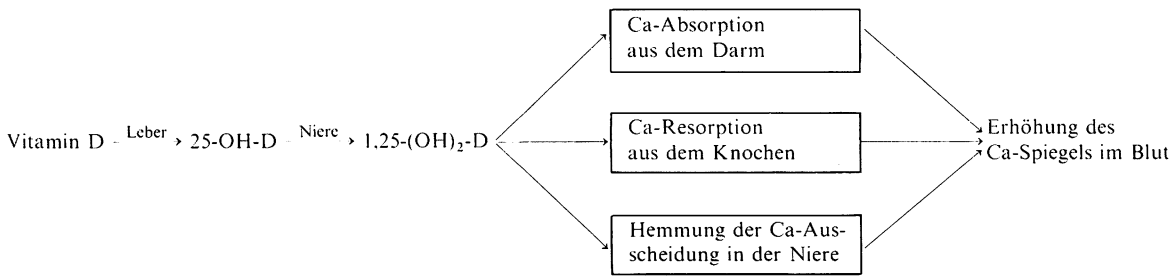 Ca-Absorption
aus dem Darm
Vitamin D Leber 25-OH-D Niere 1,25-(OH)₂-D
Ca-Resorption
aus dem Knochen
Erhöhung des
Ca-Spiegels im Blut
Hemmung der Ca-Aus-
scheidung in der Niere